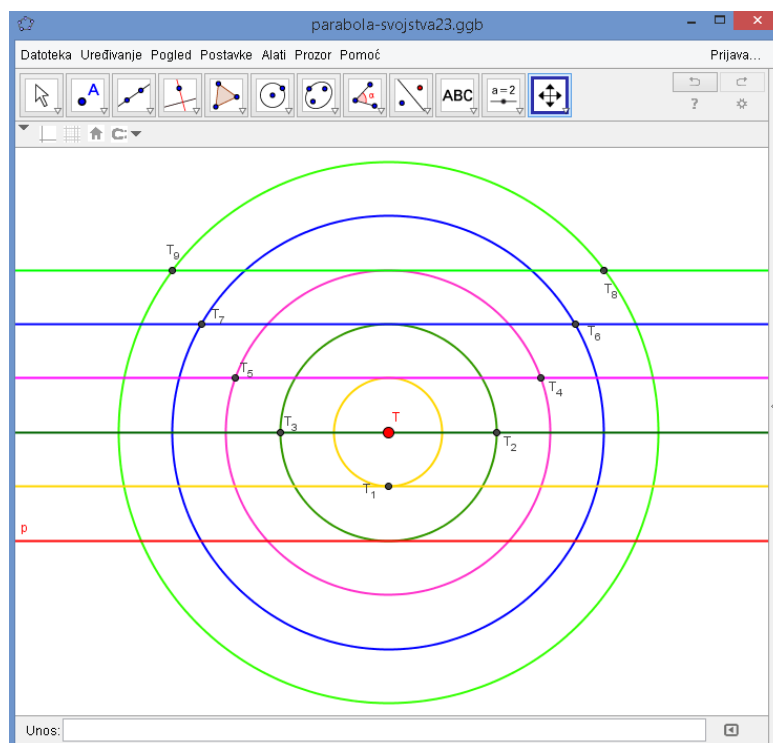 parabola-svojstva23.ggb
Datoteka Uređivanje Pogled Postavke Alati Prozor Pomoć Prijava...
A α ABC a=2
?
T₉
T₈
T₇
T₆
T₅
T₄
T
T₃
T₂
T₁
p
Unos: